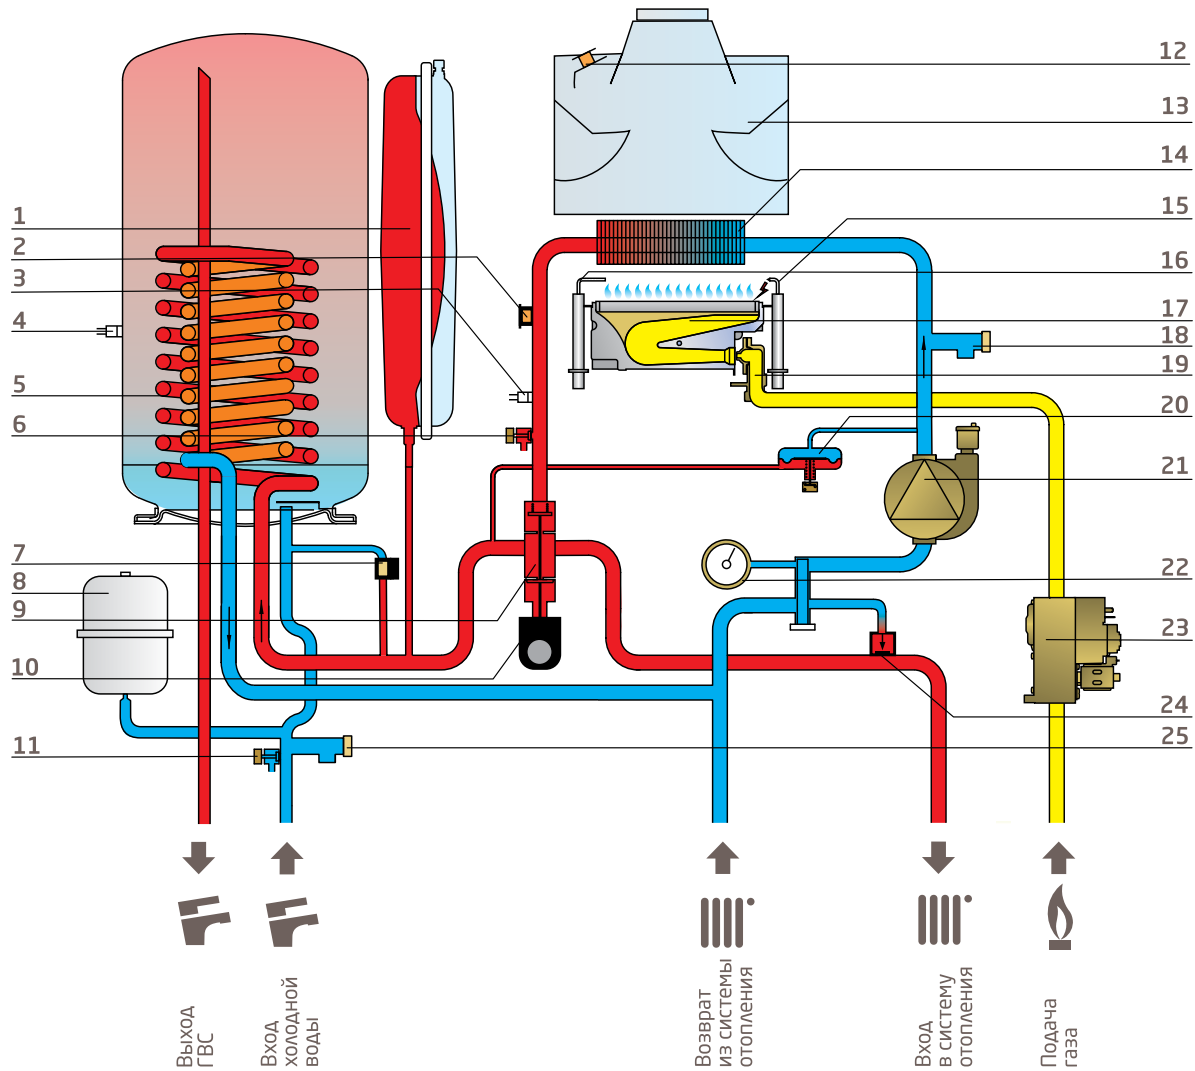 1
2
3
4
5
6
7
8
9
10
11
12
13
14
15
16
17
18
19
20
21
22
23
24
25
Выход
ГВС
Вход
холодной
воды
Возврат
из системы
отопления
Вход
в систему
отопления
Подача
газа